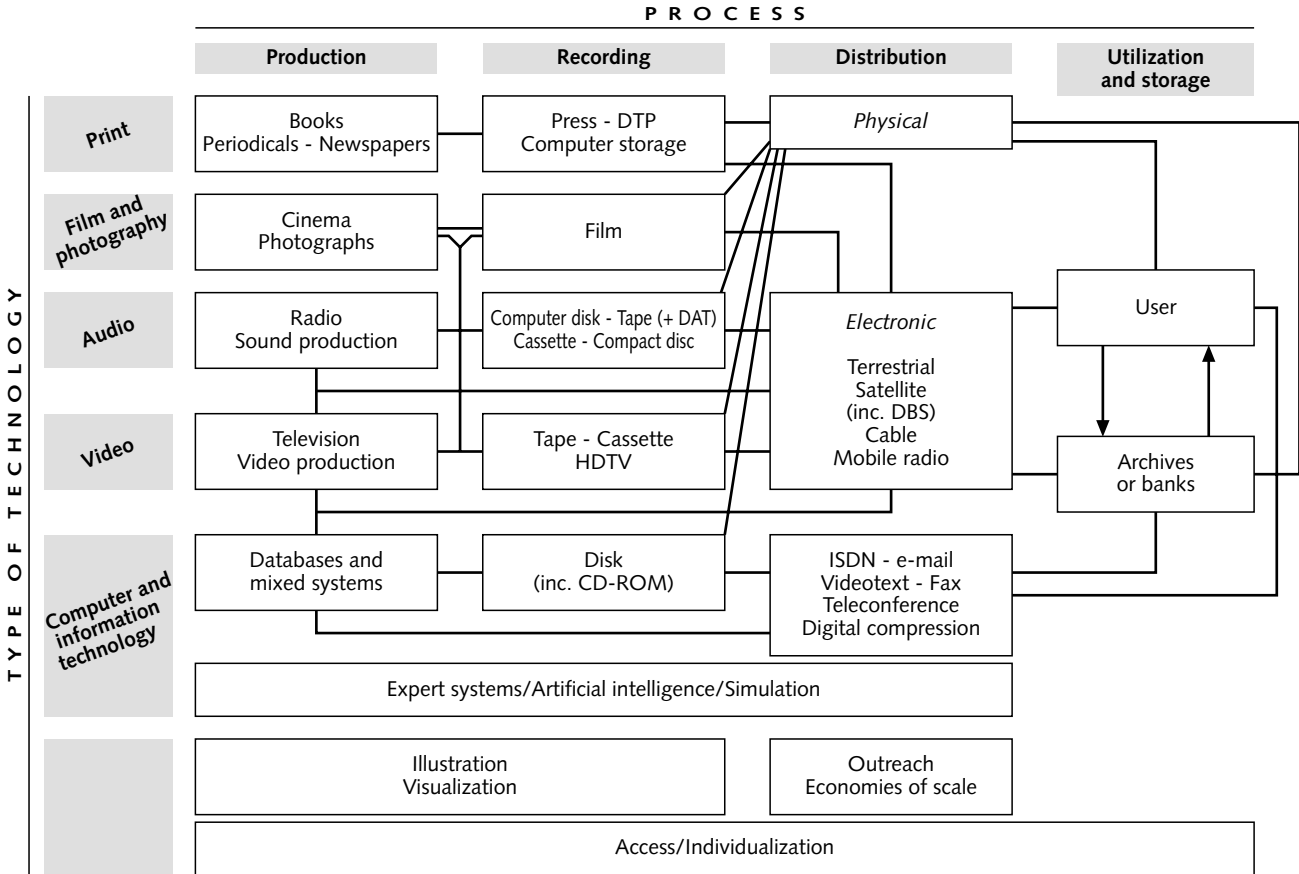 PROCESS
Production
Recording
Distribution
Utilization
and storage
TYPE OF TECHNOLOGY
Print
Books
Periodicals - Newspapers
Press - DTP
Computer storage
Physical
Film and
photography
Cinema
Photographs
Film
Audio
Radio
Sound production
Computer disk - Tape (+ DAT)
Cassette - Compact disc
Electronic
Terrestrial
Satellite
(inc. DBS)
Cable
Mobile radio
User
Video
Television
Video production
Tape - Cassette
HDTV
Archives
or banks
Computer and
information
technology
Databases and
mixed systems
Disk
(inc. CD-ROM)
ISDN - e-mail
Videotext - Fax
Teleconference
Digital compression
Expert systems/Artificial intelligence/Simulation
Illustration
Visualization
Outreach
Economies of scale
Access/Individualization